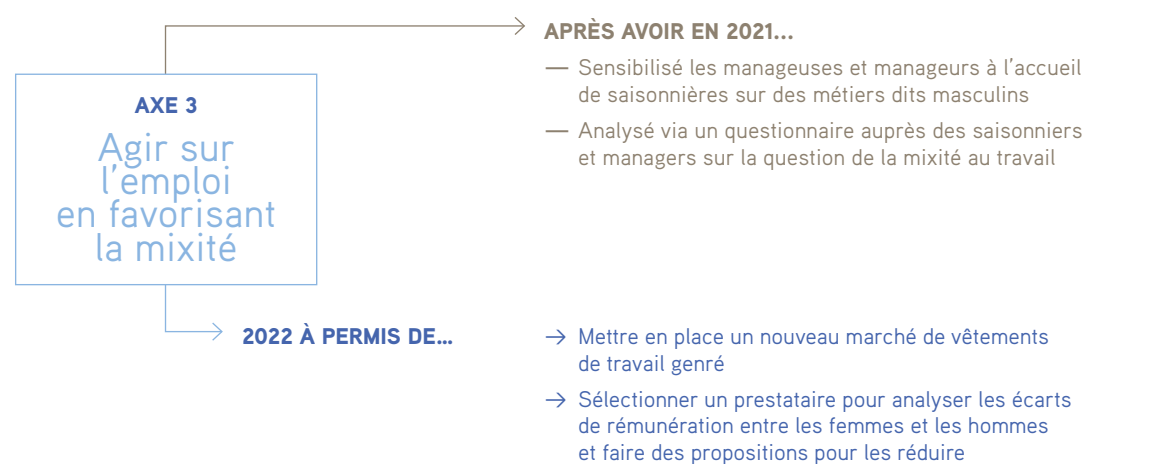 APRÈS AVOIR EN 2021...
— Sensibilisé les manageuses et manageurs à l'accueil
de saisonnières sur des métiers dits masculins
— Analysé via un questionnaire auprès des saisonniers
et managers sur la question de la mixité au travail
AXE 3
Agir sur
l'emploi
en favorisant
la mixité
2022 À PERMIS DE...
→ Mettre en place un nouveau marché de vêtements
de travail genré
→ Sélectionner un prestataire pour analyser les écarts
de rémunération entre les femmes et les hommes
et faire des propositions pour les réduire